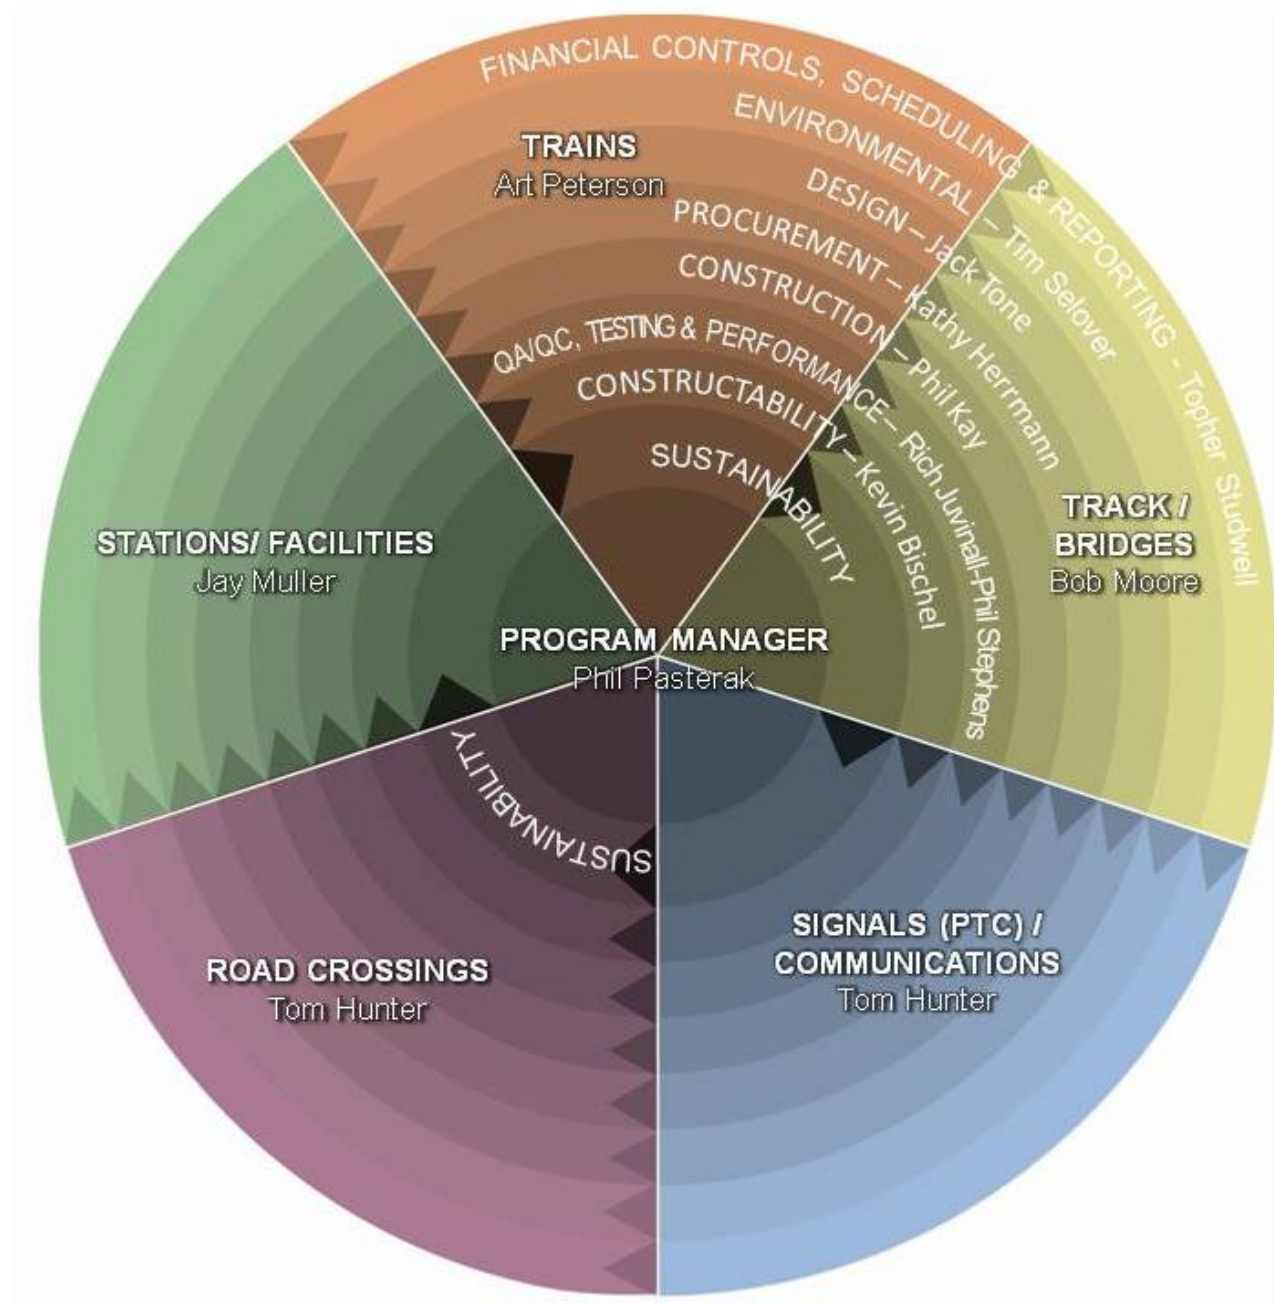 FINANCIAL CONTROLS, SCHEDULING & REPORTING - Topher Studwell
ENVIRONMENTAL – Tim Selover
DESIGN – Jack Tone
PROCUREMENT – Kathy Herrmann
CONSTRUCTION – Phil Kay
QA/QC, TESTING & PERFORMANCE – Rich Juvinal-Phil Stephens
CONSTRUCTABILITY – Kevin Bischel
SUSTAINABILITY
TRAINS
Art Peterson
TRACK /
BRIDGES
Bob Moore
STATIONS/ FACILITIES
Jay Muller
PROGRAM MANAGER
Phil Pasterak
SUSTAINABILITY
ROAD CROSSINGS
Tom Hunter
SIGNALS (PTC) /
COMMUNICATIONS
Tom Hunter